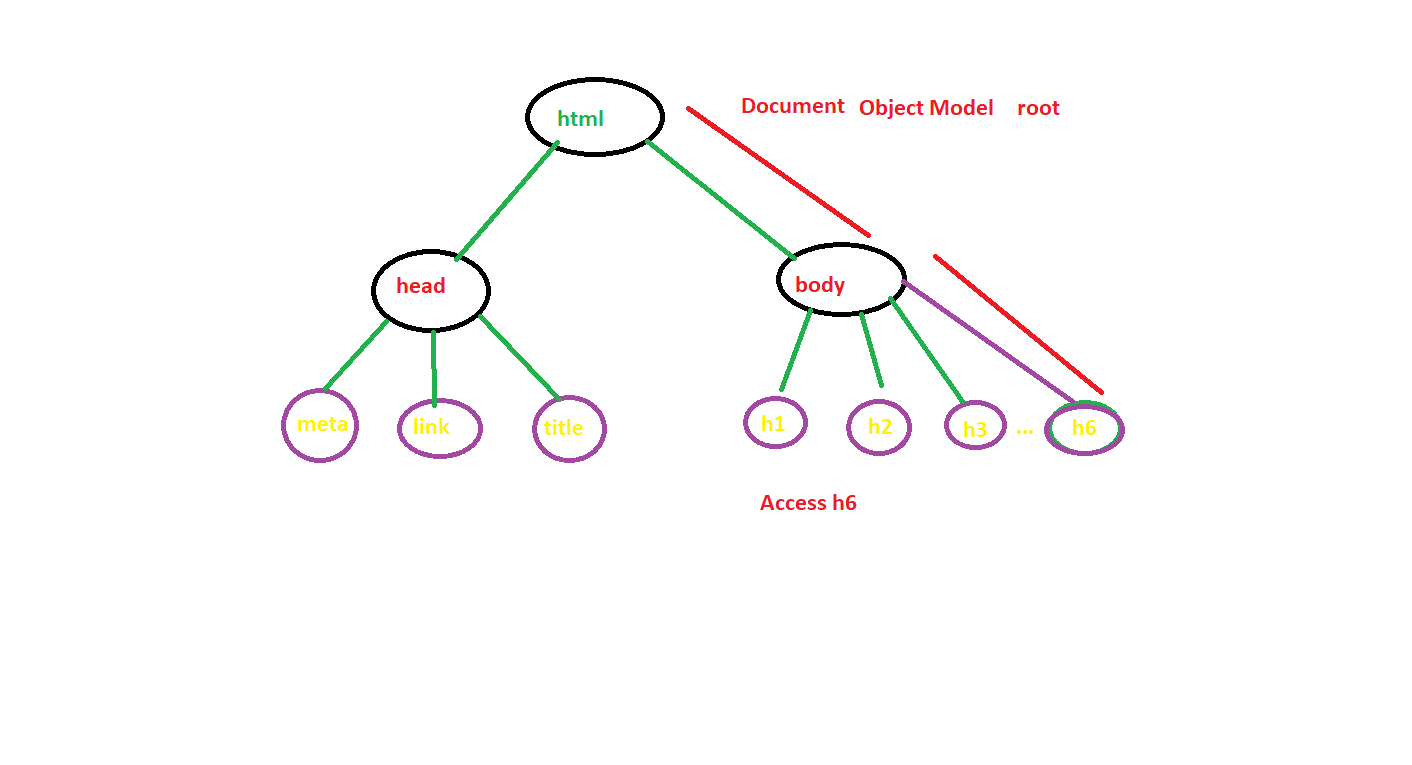 html
Document Object Model root
head
body
meta
link
title
h1
h2
h3
...
h6
Access h6